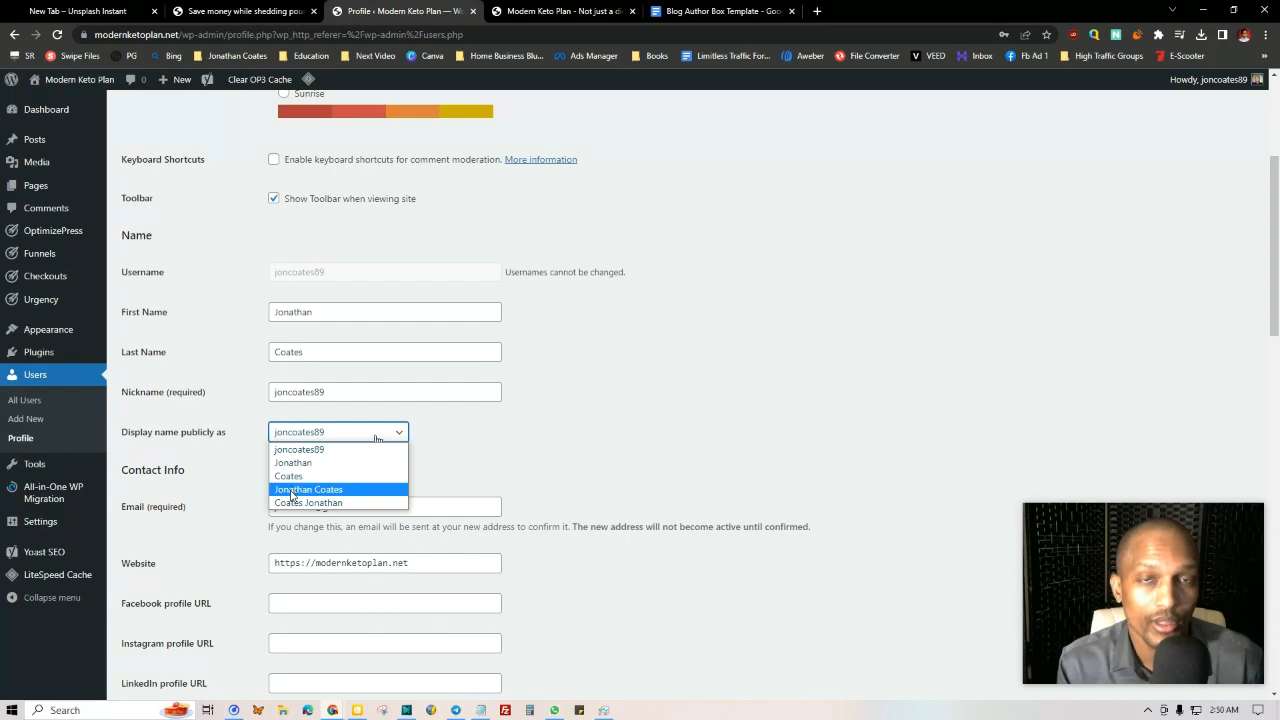 New Tab – Unsplash Instant
Save money while shopping su
Profile ‹ Modern Keto Plan — W
Modern Keto Plan - Not just a di
Blog Author Box Template - Goo
modernketoplan.net/wp-admin/profile.php?wp_http_referer=%2Fwp-admin%2Fusers.php
SR
Swipe Files
PG
Bing
Jonathan Coates
Education
Next Video
Canva
Home Business Blu...
Ads Manager
Books
Limitless Traffic For...
Aweber
File Converter
VEED
Inbox
Fb Ad 1
High Traffic Groups
E-Scooter
Modern Keto Plan
0
New
Clear OP3 Cache
Howdy, joncoates89
Dashboard
Posts
Media
Pages
Comments
OptimizePress
Funnels
Checkouts
Urgency
Appearance
Plugins
Users
All Users
Add New
Profile
Tools
All-in-One WP
Migration
Settings
Yoast SEO
LiteSpeed Cache
Collapse menu
Sunrise
Keyboard Shortcuts
Enable keyboard shortcuts for comment moderation. More information
Toolbar
Show Toolbar when viewing site
Name
Username
joncoates89
Usernames cannot be changed.
First Name
Jonathan
Last Name
Coates
Nickname (required)
joncoates89
Display name publicly as
joncoates89
joncoates89
Jonathan
Coates
Jonathan Coates
Coates Jonathan
Contact Info
Email (required)
If you change this, an email will be sent at your new address to confirm it. The new address will not become active until confirmed.
Website
https://modernketoplan.net
Facebook profile URL
Instagram profile URL
LinkedIn profile URL
Search
2:50 AM